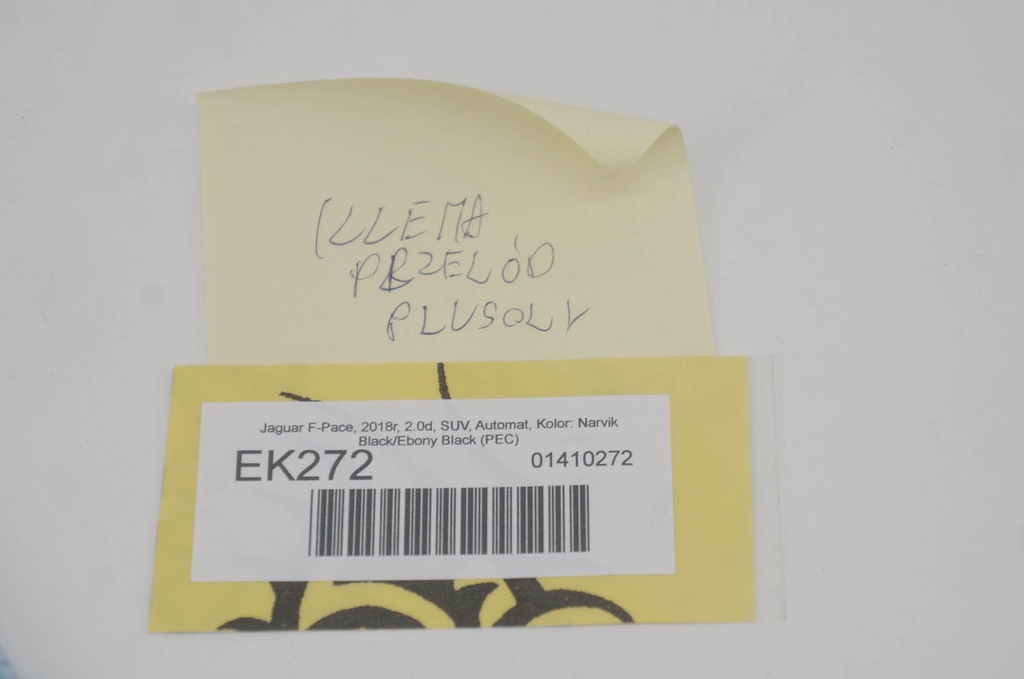 KLEMA
PRZEWÓD
PLUSOWY
Jaguar F-Pace, 2018r, 2.0d, SUV, Automat, Kolor: Narvik
Black/Ebony Black (PEC)
EK272
01410272